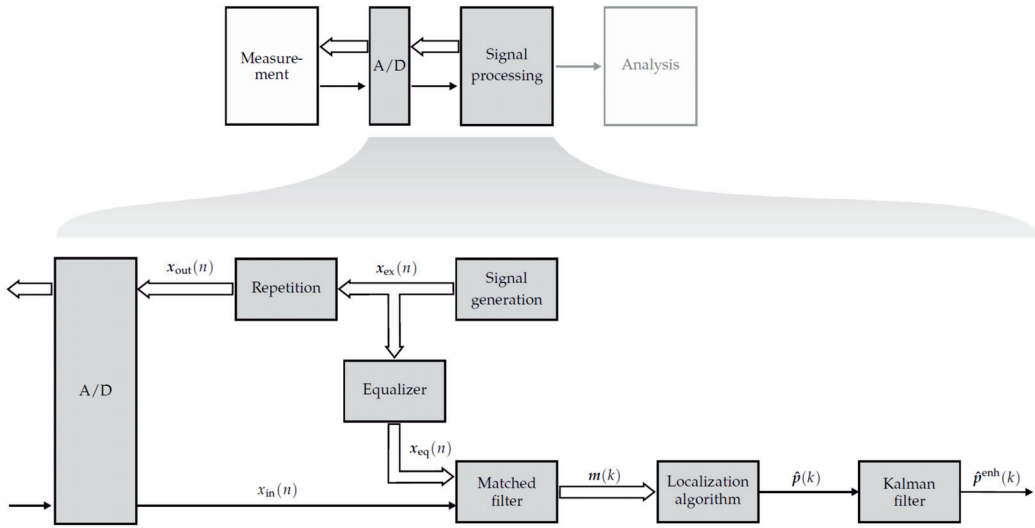 Measure-
ment
A/D
Signal
processing
Analysis
x_out(n)
Repetition
x_ex(n)
Signal
generation
A/D
Equalizer
x_eq(n)
x_in(n)
Matched
filter
m(k)
Localization
algorithm
p̂(k)
Kalman
filter
p̂^enh(k)